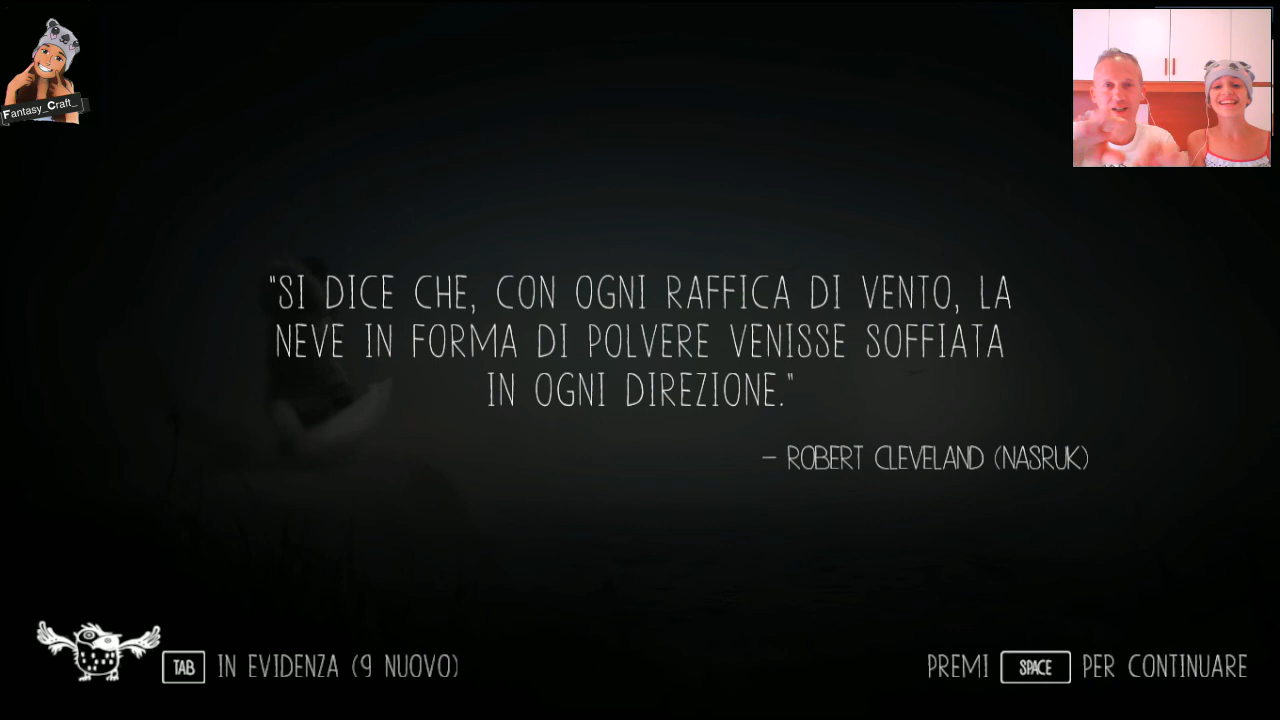 Fantasy_Craft_
"SI DICE CHE, CON OGNI RAFFICA DI VENTO, LA
NEVE IN FORMA DI POLVERE VENISSE SOFFIATA
IN OGNI DIREZIONE."
— ROBERT CLEVELAND (NASRUK)
TAB IN EVIDENZA (9 NUOVO)
PREMI SPACE PER CONTINUARE